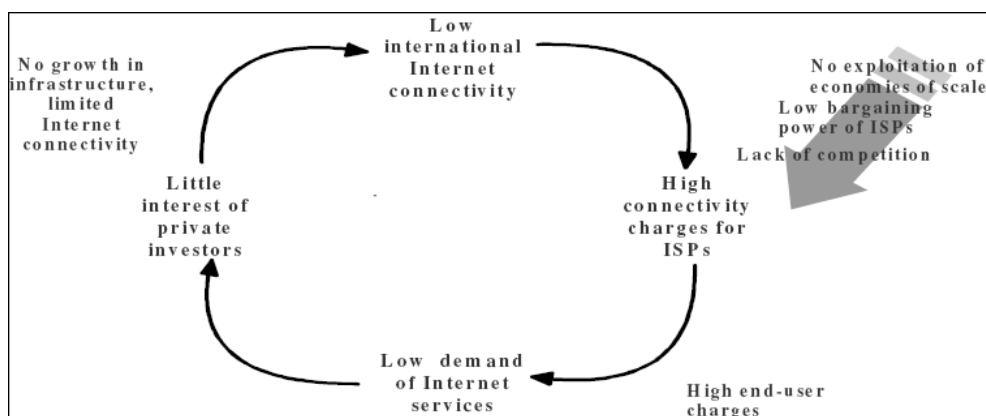 Low
international
Internet
connectivity
No growth in
infrastructure,
limited
Internet
connectivity
No exploitation of
economies of scale
Low bargaining
power of ISPs
Lack of competition
Little
interest of
private
investors
High
connectivity
charges for
ISPs
Low demand
of Internet
services
High end-user
charges